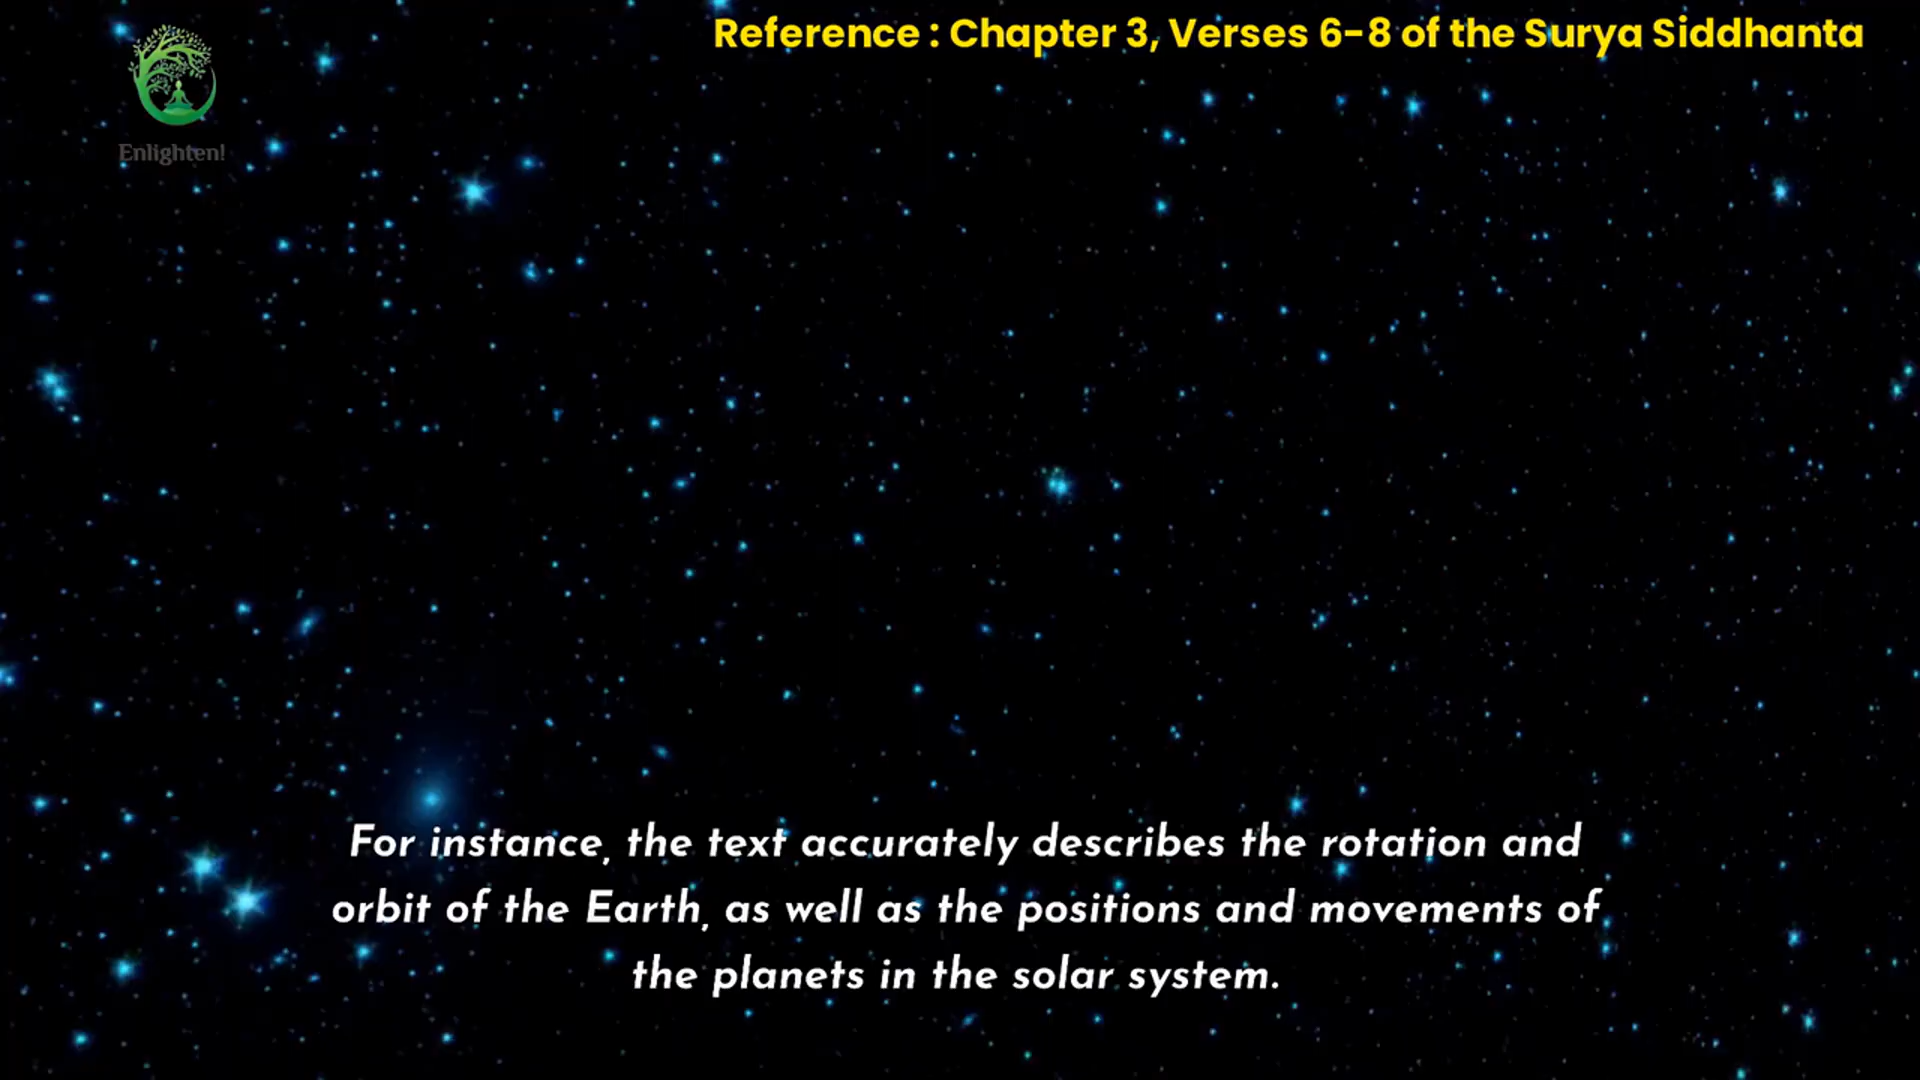 Reference : Chapter 3, Verses 6-8 of the Surya Siddhanta
Enlighten!
For instance, the text accurately describes the rotation and
orbit of the Earth, as well as the positions and movements of
the planets in the solar system.